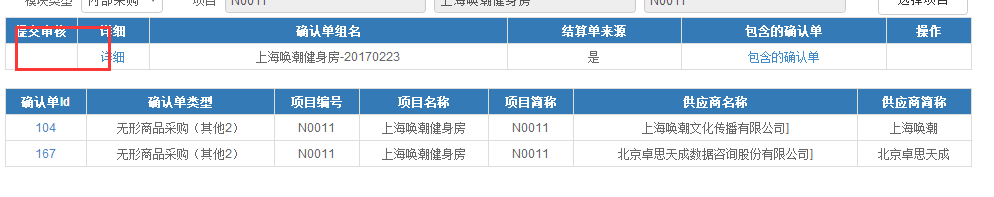 模块类型 内部采购 项目 N0011 上海唤潮健身房 N0011 选择项目
提交审核 详细 确认单组名 结算单来源 包含的确认单 操作
详细 上海唤潮健身房-20170223 是 包含的确认单
确认单Id 确认单类型 项目编号 项目名称 项目简称 供应商名称 供应商简称
104 无形商品采购（其他2） N0011 上海唤潮健身房 N0011 上海唤潮文化传播有限公司] 上海唤潮
167 无形商品采购（其他2） N0011 上海唤潮健身房 N0011 北京卓思天成数据咨询股份有限公司] 北京卓思天成